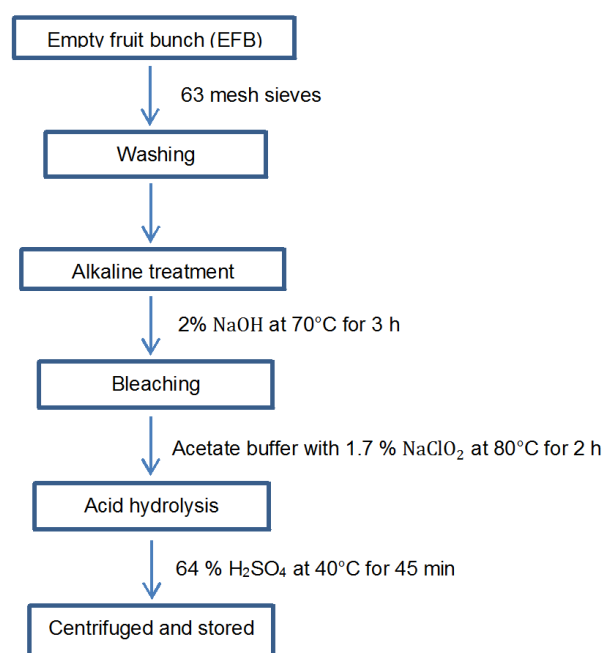 Empty fruit bunch (EFB)
63 mesh sieves
Washing
Alkaline treatment
2% NaOH at 70°C for 3 h
Bleaching
Acetate buffer with 1.7 % NaClO₂ at 80°C for 2 h
Acid hydrolysis
64 % H₂SO₄ at 40°C for 45 min
Centrifuged and stored